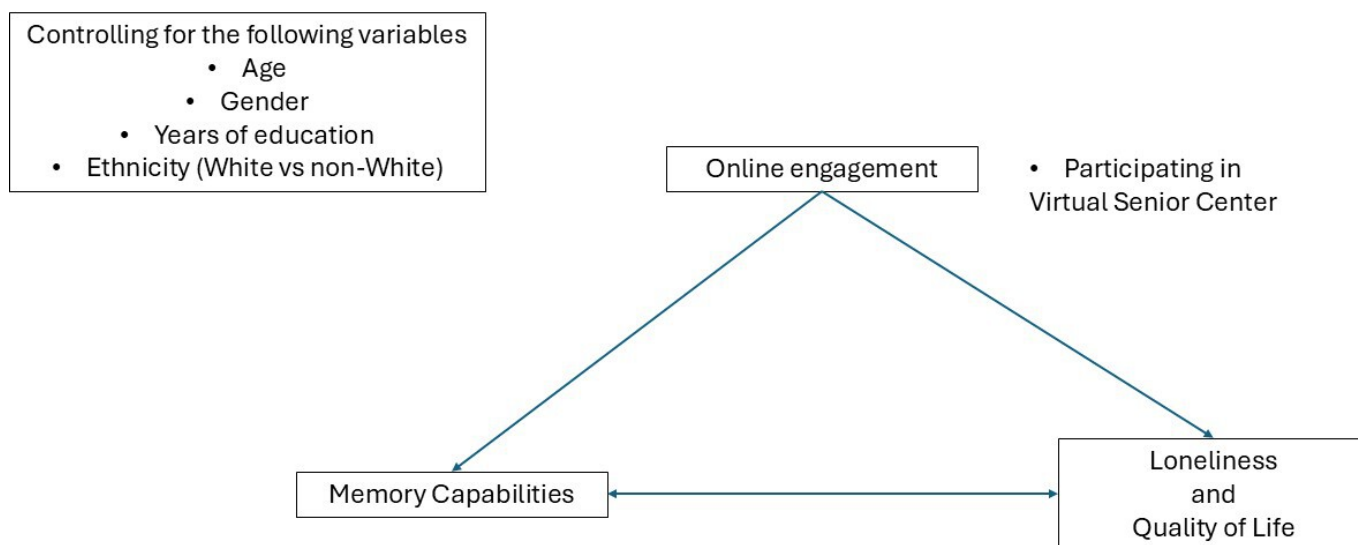 Controlling for the following variables
• Age
• Gender
• Years of education
• Ethnicity (White vs non-White)
Online engagement
• Participating in
Virtual Senior Center
Memory Capabilities
Loneliness
and
Quality of Life